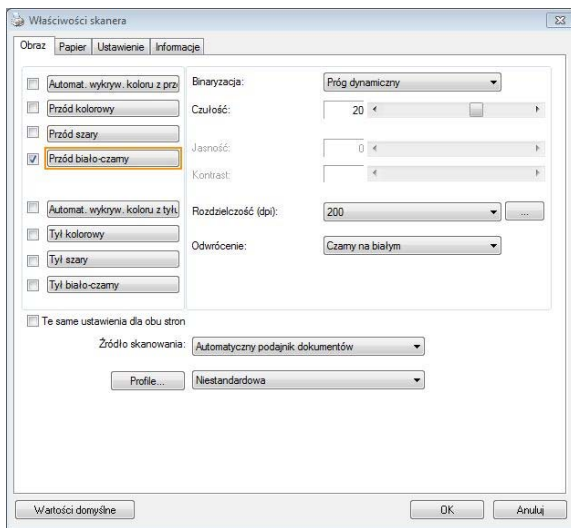 Właściwości skanera
Obraz Papier Ustawienie Informacje
Automat. wykryw. koloru z prz
Przód kolorowy
Przód szary
Przód biało-czarny
Automat. wykryw. koloru z tyłu
Tył kolorowy
Tył szary
Tył biało-czarny
Binaryzacja: Próg dynamiczny
Czułość: 20
Jasność: 0
Kontrast:
Rozdzielczość (dpi): 200 ...
Odwrócenie: Czarny na białym
Te same ustawienia dla obu stron
Źródło skanowania: Automatyczny podajnik dokumentów
Profile... Niestandardowa
Wartości domyślne OK Anuluj